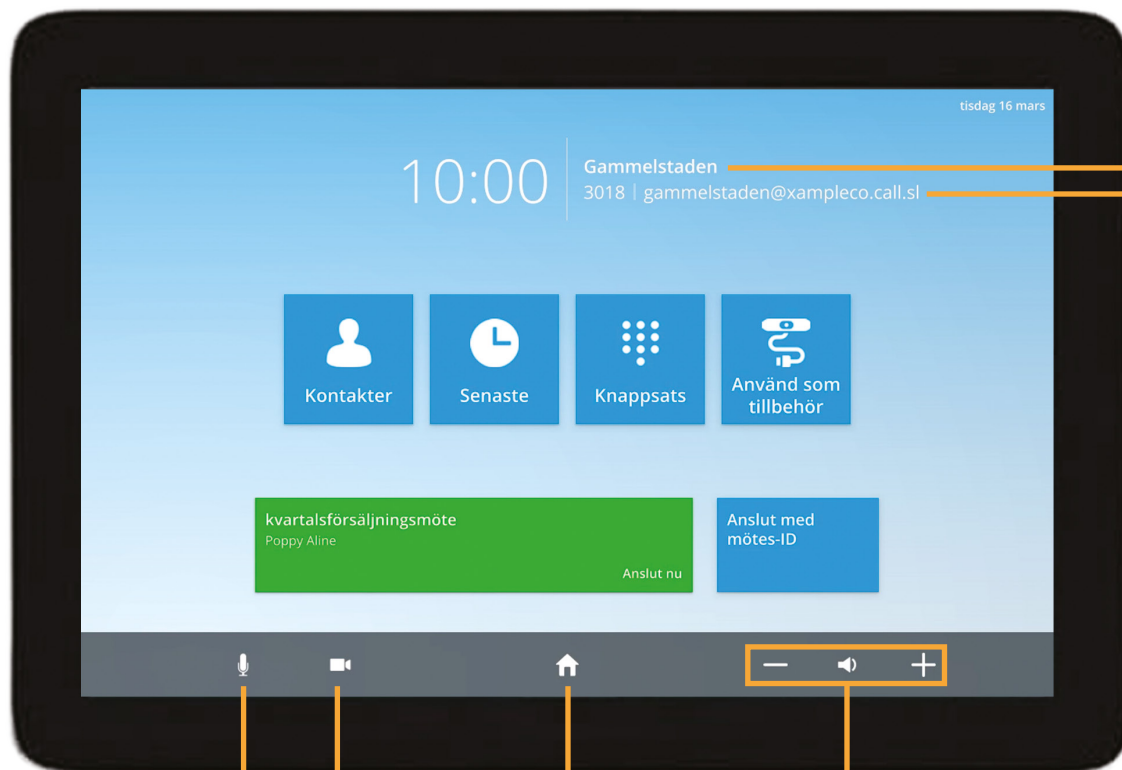 tisdag 16 mars
10:00
Gammelstaden
3018 | gammelstaden@xampleco.call.sl
Kontakter
Senaste
Knappsats
Använd som
tillbehör
kvartalsförsäljningsmöte
Poppy Aline
Anslut nu
Anslut med
mötes-ID